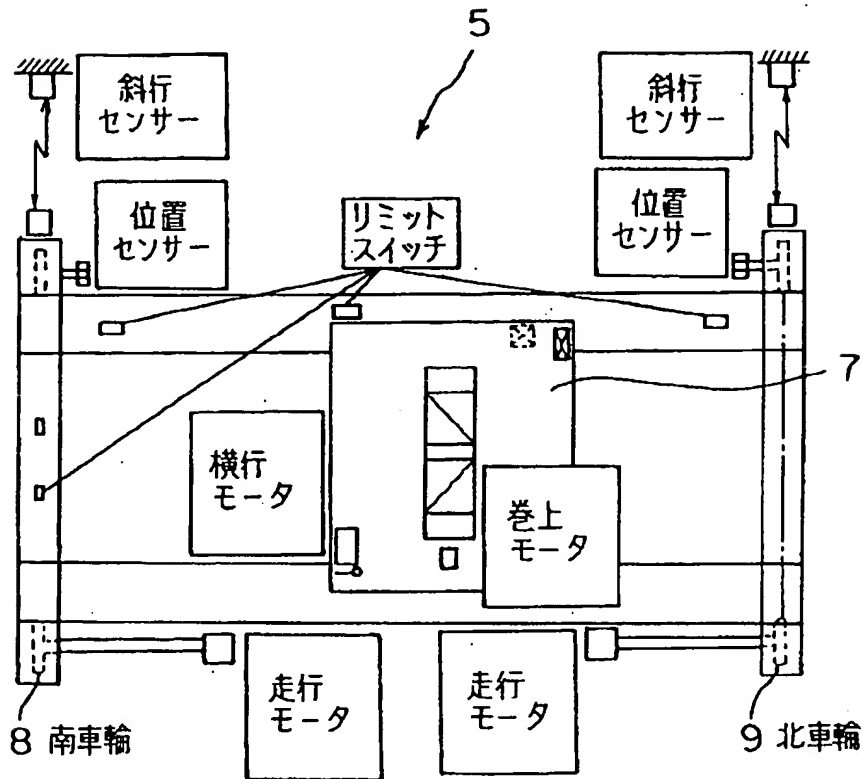 5
斜行
センサー
斜行
センサー
位置
センサー
リミット
スイッチ
位置
センサー
7
横行
モータ
巻上
モータ
走行
モータ
走行
モータ
8 南車輪
9 北車輪